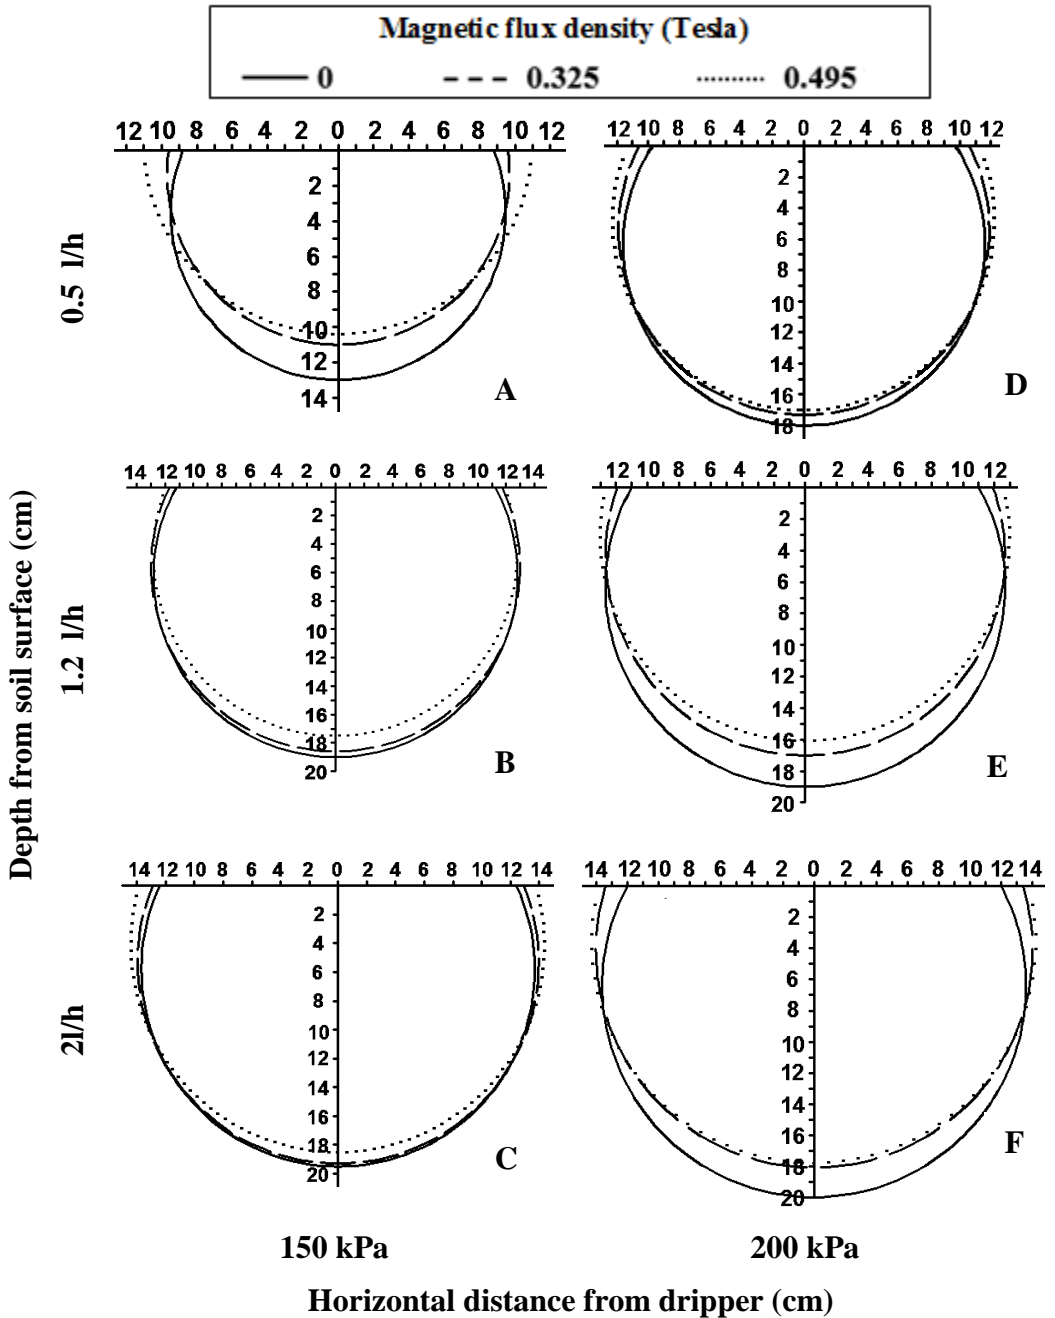 Magnetic flux density (Tesla)
0 0.325 0.495
12 10 8 6 4 2 0 2 4 6 8 10 12
2
4
6
8
10
12
14
A
12 10 8 6 4 2 0 2 4 6 8 10 12
2
4
6
8
10
12
14
16
18
D
0.5 l/h
14 12 10 8 6 4 2 0 2 4 6 8 10 12 14
2
4
6
8
10
12
14
16
18
20
B
12 10 8 6 4 2 0 2 4 6 8 10 12
2
4
6
8
10
12
14
16
18
20
E
1.2 l/h
Depth from soil surface (cm)
14 12 10 8 6 4 2 0 2 4 6 8 10 12 14
2
4
6
8
10
12
14
16
18
20
C
14 12 10 8 6 4 2 0 2 4 6 8 10 12 14
2
4
6
8
10
12
14
16
18
20
F
2l/h
150 kPa 200 kPa
Horizontal distance from dripper (cm)